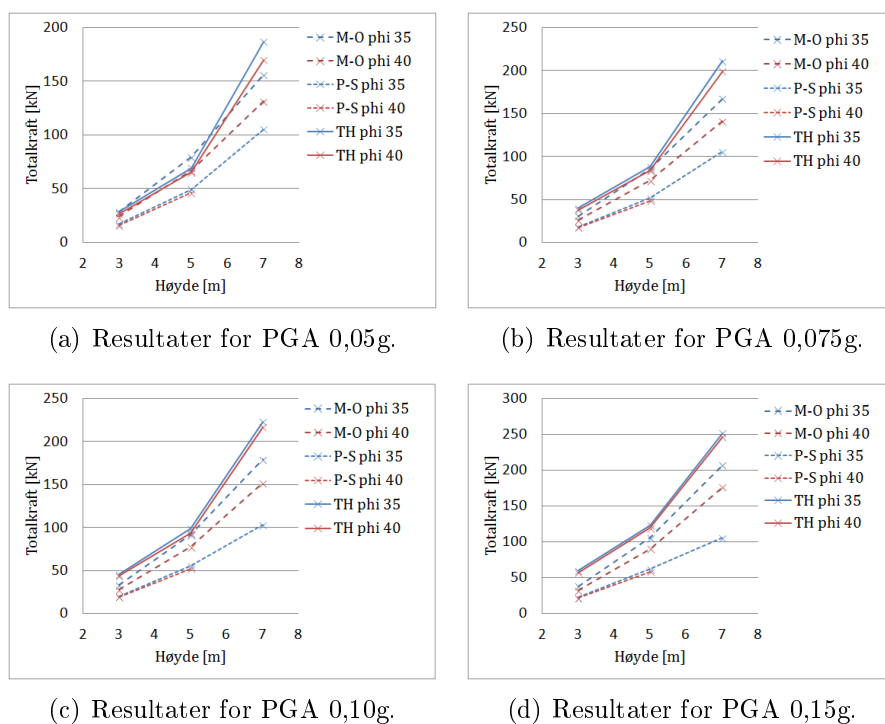 200
150
100
50
0
2 3 4 5 6 7 8
Totalkraft [kN]
Høyde [m]
M-O phi 35
M-O phi 40
P-S phi 35
P-S phi 40
TH phi 35
TH phi 40
(a) Resultater for PGA 0,05g.
250
200
150
100
50
0
2 3 4 5 6 7 8
Totalkraft [kN]
Høyde [m]
M-O phi 35
M-O phi 40
P-S phi 35
P-S phi 40
TH phi 35
TH phi 40
(b) Resultater for PGA 0,075g.
250
200
150
100
50
0
2 3 4 5 6 7 8
Totalkraft [kN]
Høyde [m]
M-O phi 35
M-O phi 40
P-S phi 35
P-S phi 40
TH phi 35
TH phi 40
(c) Resultater for PGA 0,10g.
300
250
200
150
100
50
0
2 3 4 5 6 7 8
Totalkraft [kN]
Høyde [m]
M-O phi 35
M-O phi 40
P-S phi 35
P-S phi 40
TH phi 35
TH phi 40
(d) Resultater for PGA 0,15g.